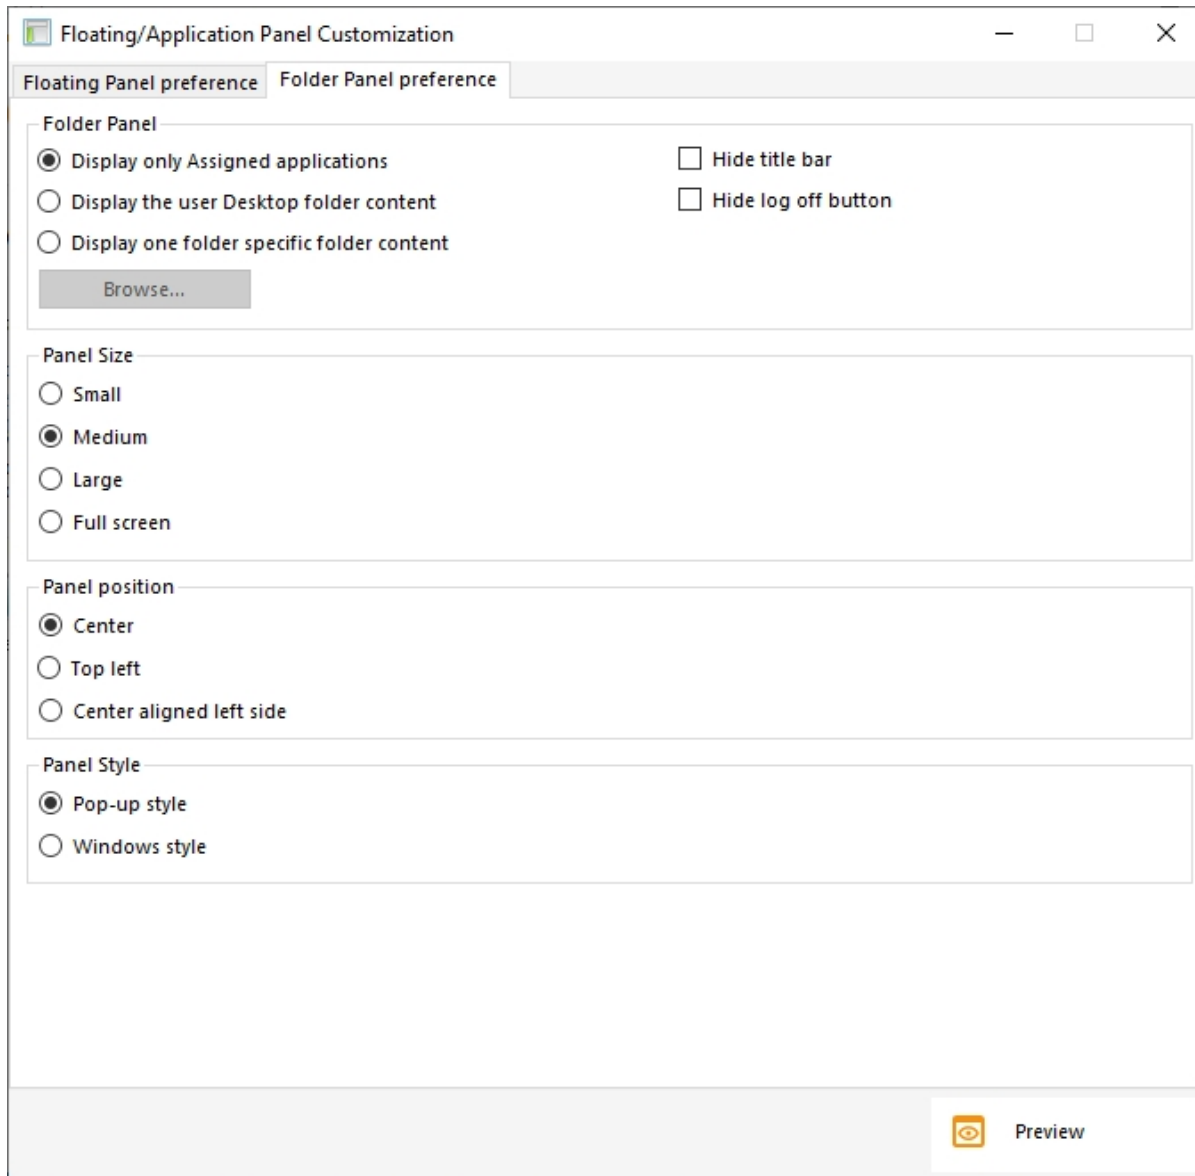 Floating/Application Panel Customization
Floating Panel preference Folder Panel preference
Folder Panel
Display only Assigned applications
Hide title bar
Display the user Desktop folder content
Hide log off button
Display one folder specific folder content
Browse...
Panel Size
Small
Medium
Large
Full screen
Panel position
Center
Top left
Center aligned left side
Panel Style
Pop-up style
Windows style
Preview